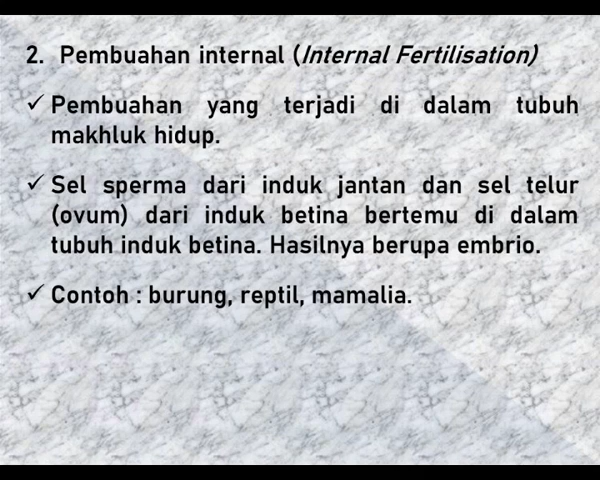 2. Pembuahan internal (Internal Fertilisation)
✓ Pembuahan yang terjadi di dalam tubuh
makhluk hidup.
✓ Sel sperma dari induk jantan dan sel telur
(ovum) dari induk betina bertemu di dalam
tubuh induk betina. Hasilnya berupa embrio.
✓ Contoh : burung, reptil, mamalia.